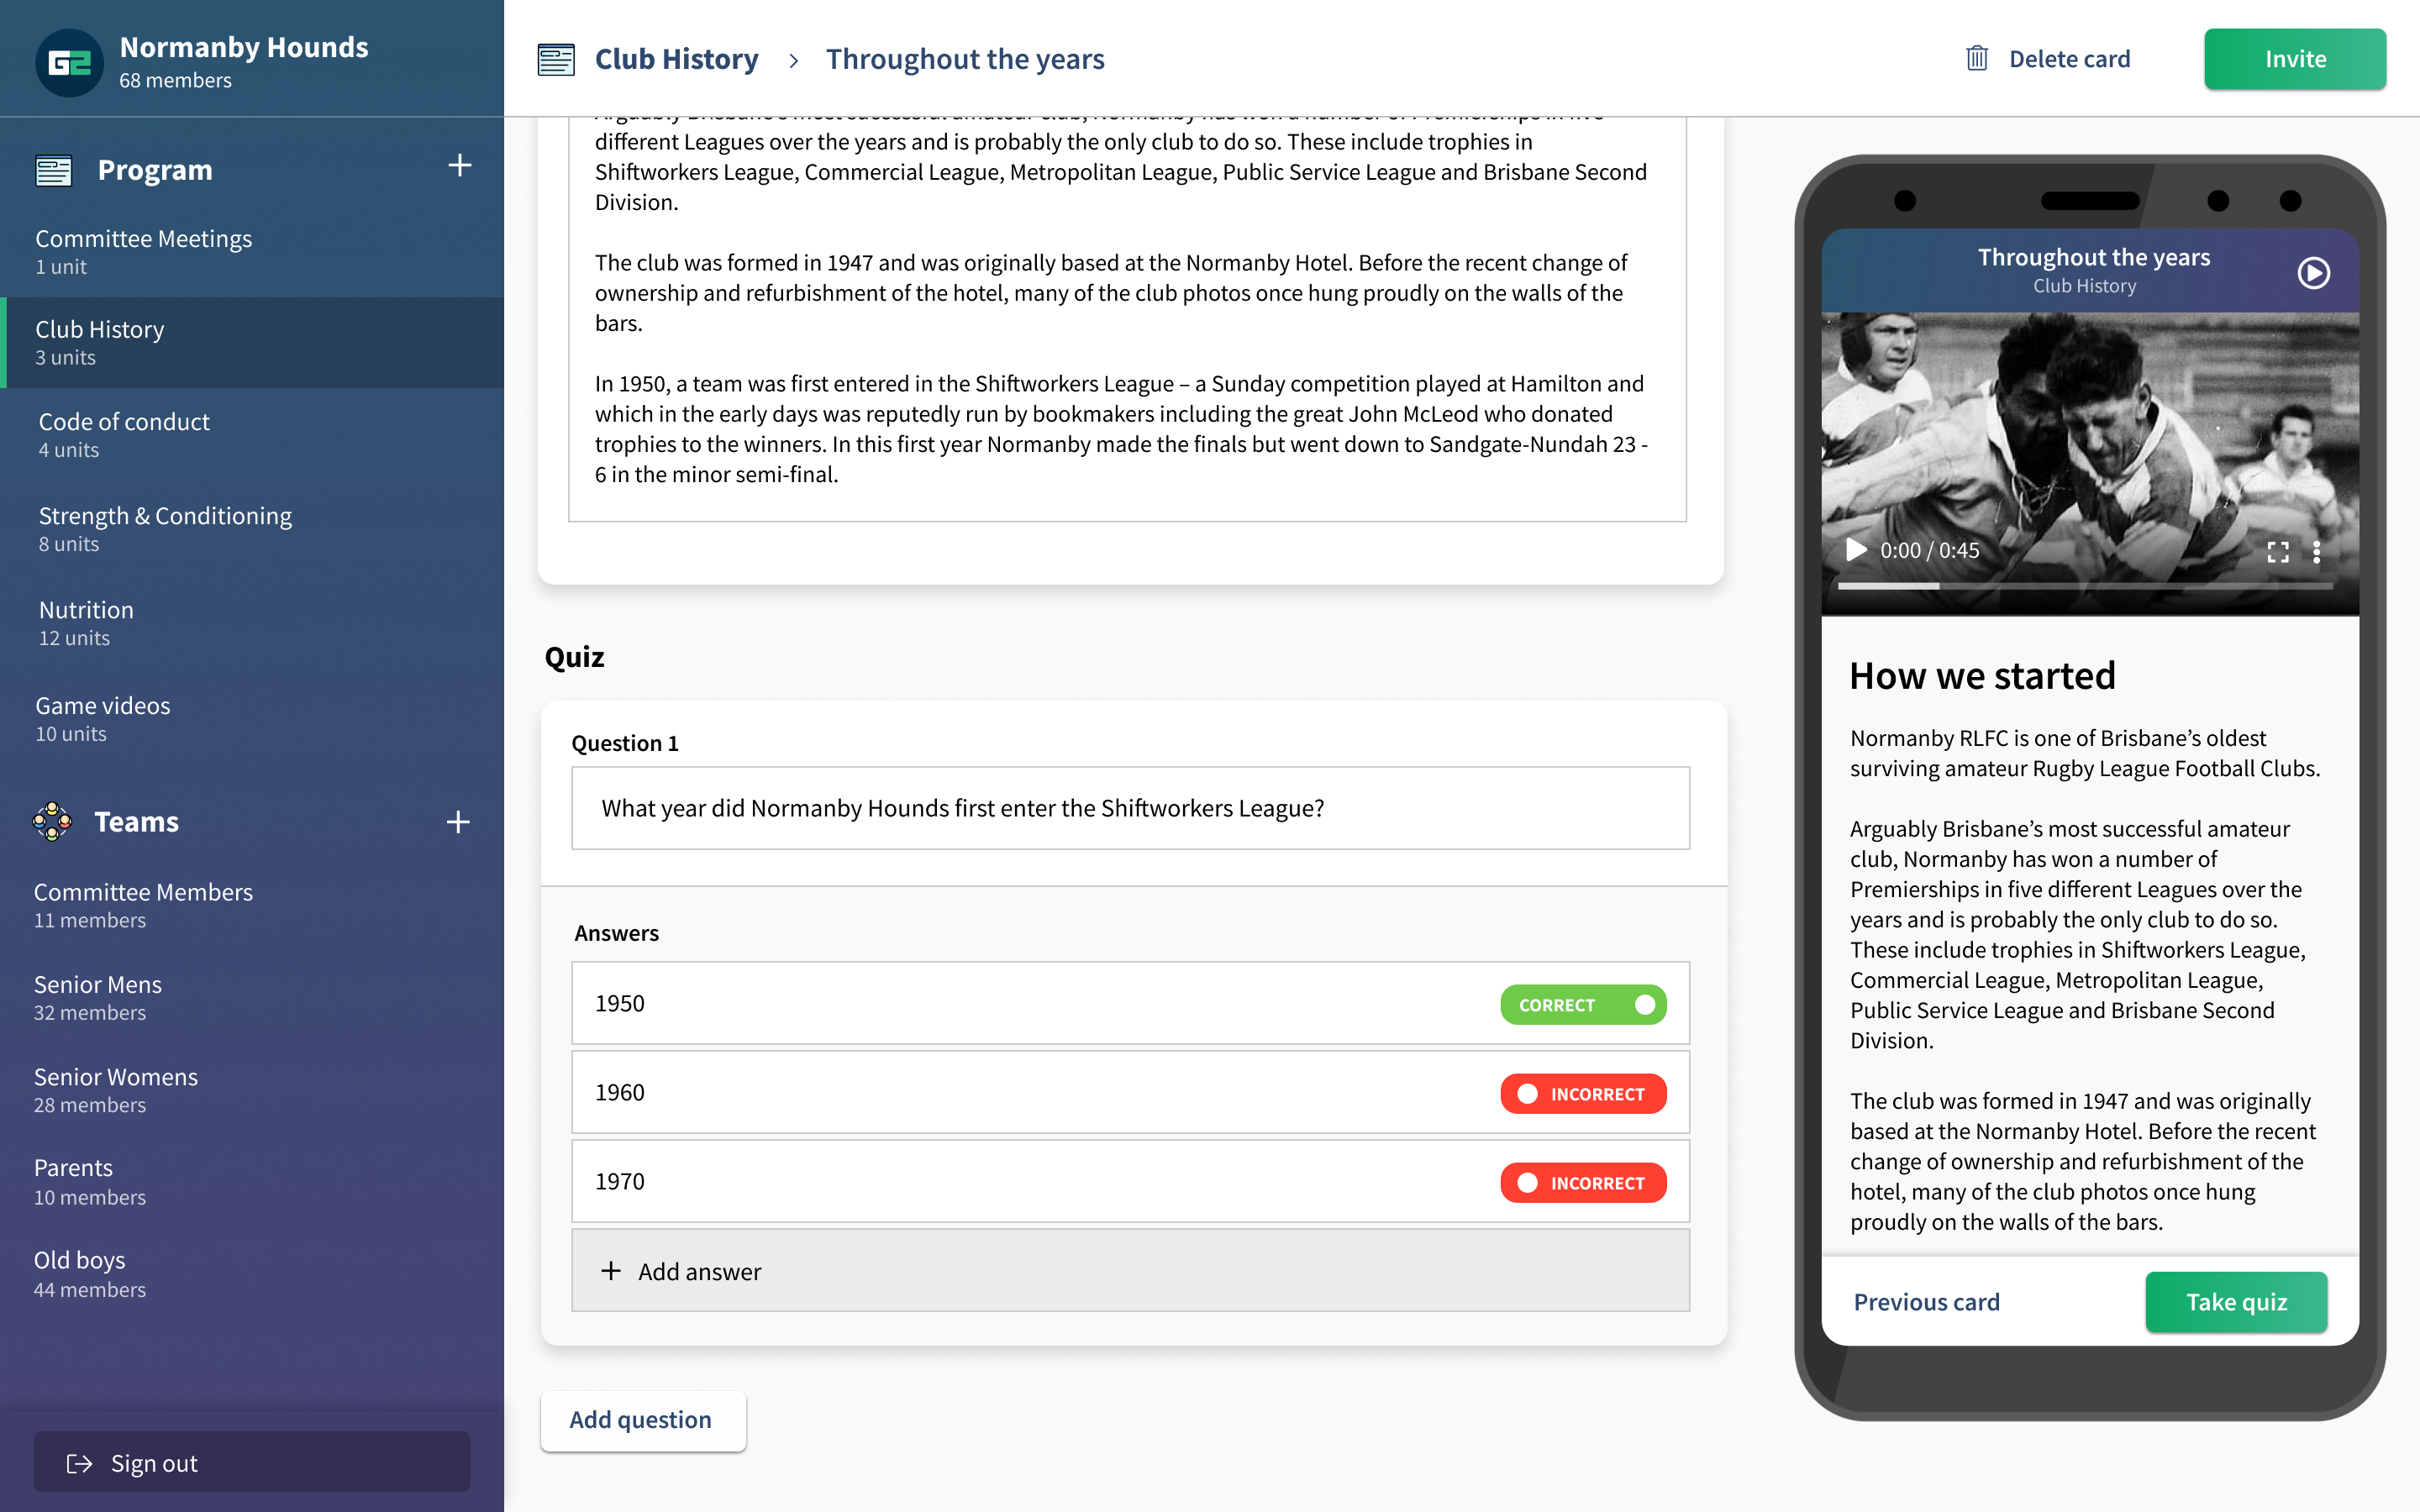 G2
Normanby Hounds
68 members
Program
Committee Meetings
1 unit
Club History
3 units
Code of conduct
4 units
Strength & Conditioning
8 units
Nutrition
12 units
Game videos
10 units
Teams
Committee Members
11 members
Senior Mens
32 members
Senior Womens
28 members
Parents
10 members
Old boys
44 members
Sign out
Club History > Throughout the years
Delete card
Invite
Arguably Brisbane's most successful amateur club, Normanby has won a number of Premierships in five
different Leagues over the years and is probably the only club to do so. These include trophies in
Shiftworkers League, Commercial League, Metropolitan League, Public Service League and Brisbane Second
Division.
The club was formed in 1947 and was originally based at the Normanby Hotel. Before the recent change of
ownership and refurbishment of the hotel, many of the club photos once hung proudly on the walls of the
bars.
In 1950, a team was first entered in the Shiftworkers League – a Sunday competition played at Hamilton and
which in the early days was reputedly run by bookmakers including the great John McLeod who donated
trophies to the winners. In this first year Normanby made the finals but went down to Sandgate-Nundah 23 -
6 in the minor semi-final.
Quiz
Question 1
What year did Normanby Hounds first enter the Shiftworkers League?
Answers
1950
CORRECT
1960
INCORRECT
1970
INCORRECT
+ Add answer
Add question
Throughout the years
Club History
0:00 / 0:45
How we started
Normanby RLFC is one of Brisbane’s oldest
surviving amateur Rugby League Football Clubs.
Arguably Brisbane’s most successful amateur
club, Normanby has won a number of
Premierships in five different Leagues over the
years and is probably the only club to do so.
These include trophies in Shiftworkers League,
Commercial League, Metropolitan League,
Public Service League and Brisbane Second
Division.
The club was formed in 1947 and was originally
based at the Normanby Hotel. Before the recent
change of ownership and refurbishment of the
hotel, many of the club photos once hung
proudly on the walls of the bars.
Previous card
Take quiz